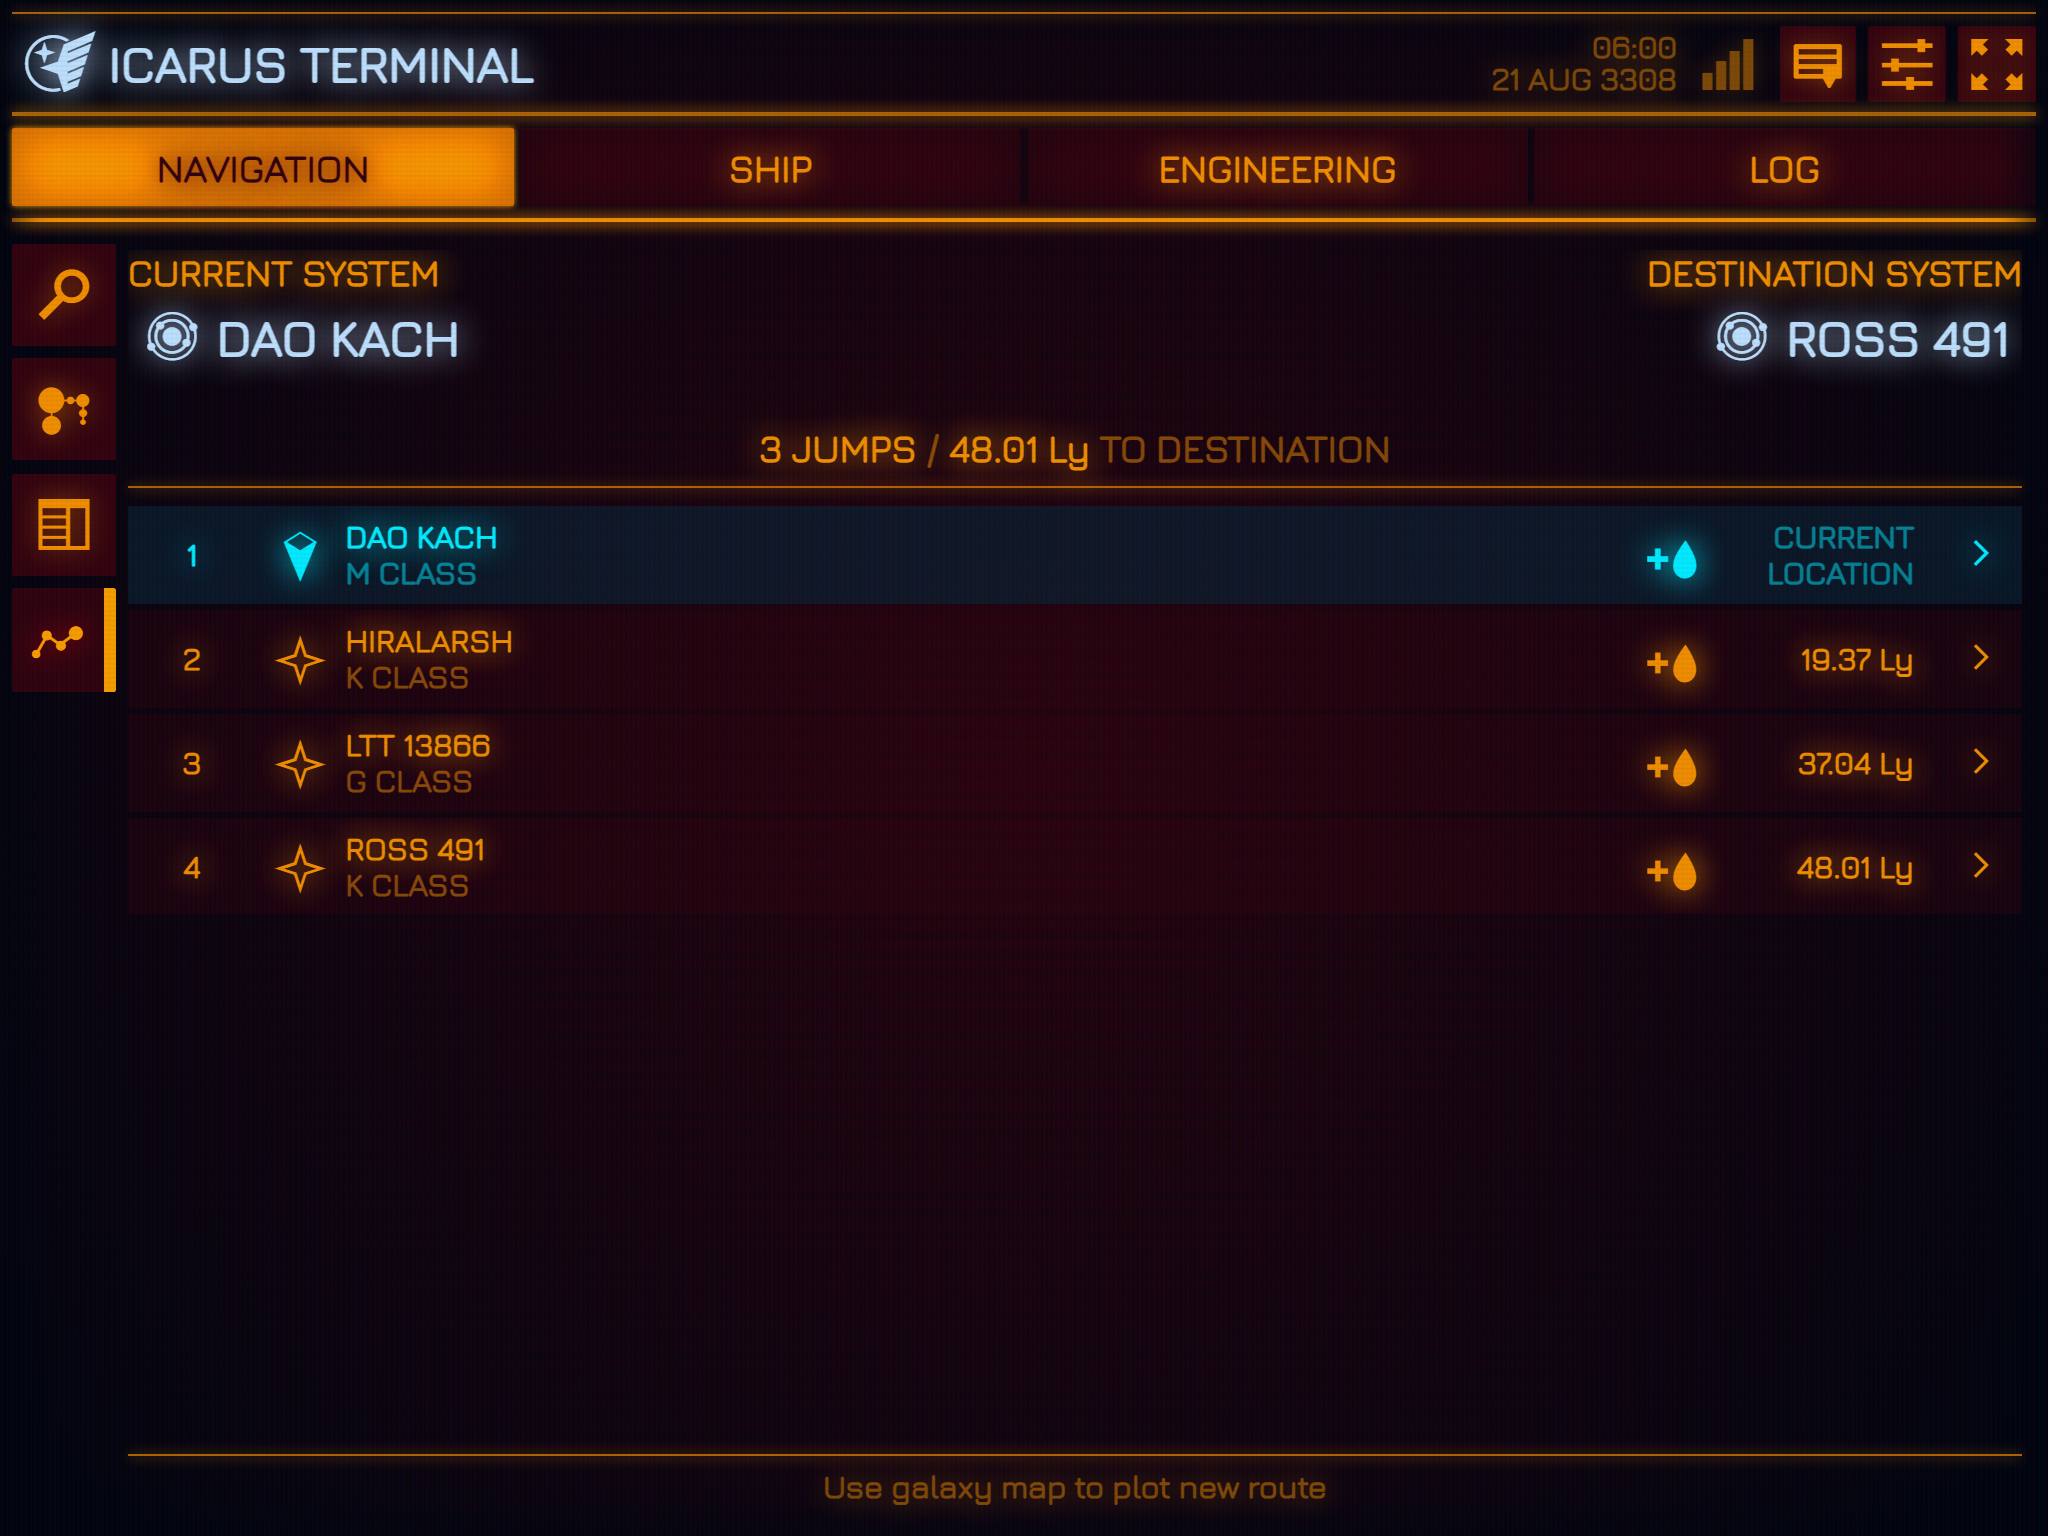 ICARUS TERMINAL
06:00
21 AUG 3308
NAVIGATION
SHIP
ENGINEERING
LOG
CURRENT SYSTEM
DAO KACH
DESTINATION SYSTEM
ROSS 491
3 JUMPS / 48.01 Ly TO DESTINATION
1
DAO KACH
M CLASS
CURRENT
LOCATION
2
HIRALARSH
K CLASS
19.37 Ly
3
LTT 13866
G CLASS
37.04 Ly
4
ROSS 491
K CLASS
48.01 Ly
Use galaxy map to plot new route